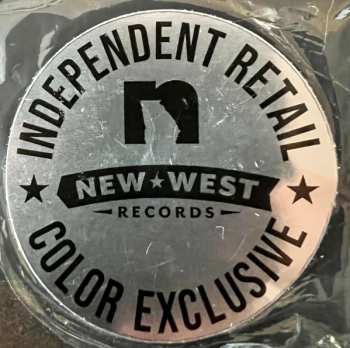 INDEPENDENT RETAIL
n
NEW★WEST
RECORDS
★ ★
COLOR EXCLUSIVE